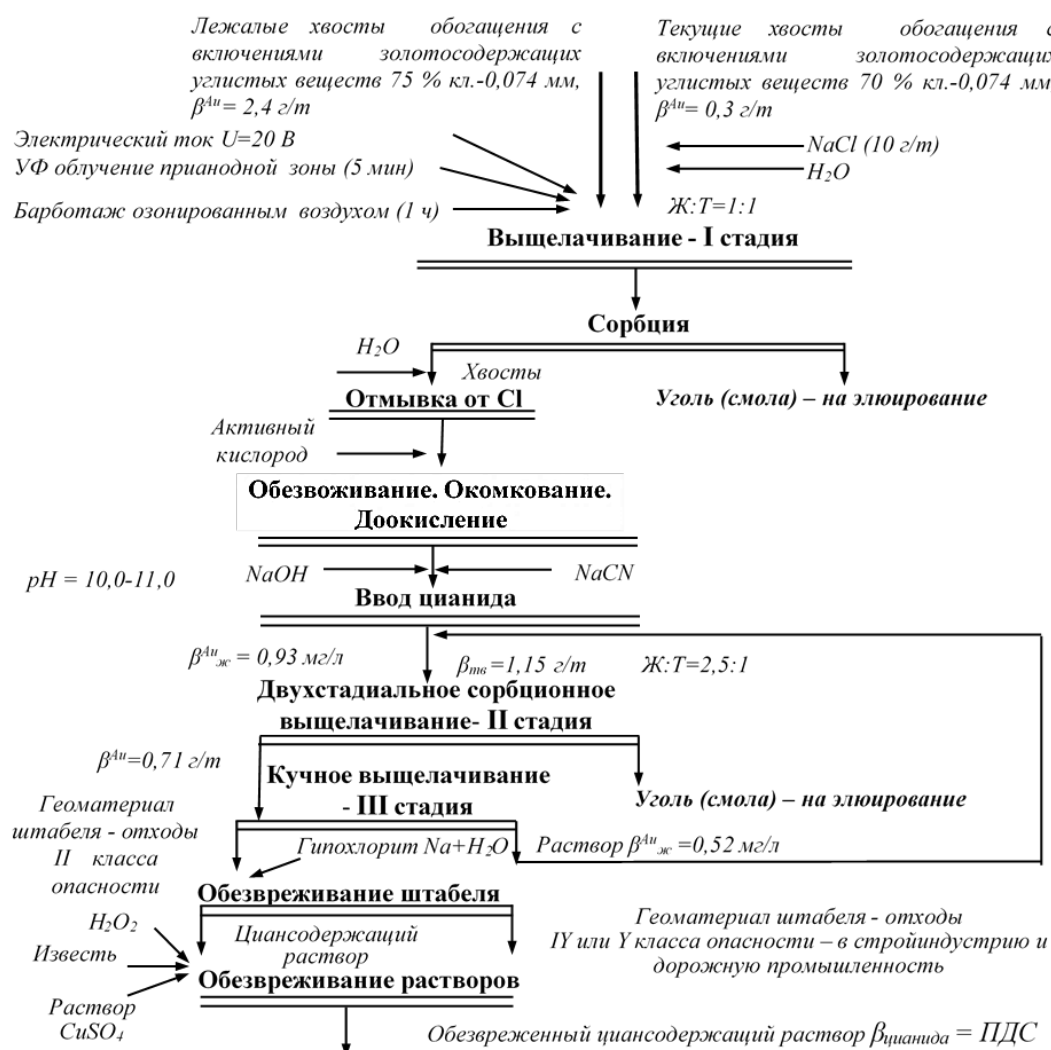 Лежалые хвосты обогащения с
включениями золотосодержащих
углистых веществ 75 % кл.-0,074 мм,
β^Au = 2,4 г/т
Текущие хвосты обогащения с
включениями золотосодержащих
углистых веществ 70 % кл.-0,074 мм
β^Au = 0,3 г/т
Электрический ток U=20 В
NaCl (10 г/т)
УФ облучение прианодной зоны (5 мин)
H₂O
Барботаж озонированным воздухом (1 ч)
Ж:Т=1:1
Выщелачивание - I стадия
Сорбция
H₂O
Хвосты
Отмывка от Cl
Уголь (смола) – на элюирование
Активный
кислород
Обезвоживание. Окомкование.
Доокисление
NaOH
NaCN
pH = 10,0-11,0
Ввод цианида
β^Au_ж = 0,93 мг/л
β_тв =1,15 г/т
Ж:Т=2,5:1
Двухстадиальное сорбционное
выщелачивание- II стадия
β^Au=0,71 г/т
Кучное выщелачивание
- III стадия
Уголь (смола) – на элюирование
Геоматериал
штабеля - отходы
II класса
опасности
Гипохлорит Na+H₂O
Раствор β^Au_ж =0,52 мг/л
Обезвреживание штабеля
H₂O₂
Известь
Раствор
CuSO₄
Циансодержащий
раствор
Геоматериал штабеля - отходы
IY или Y класса опасности – в стройиндустрию и
дорожную промышленность
Обезвреживание растворов
Обезвреженный циансодержащий раствор β_цианида = ПДС